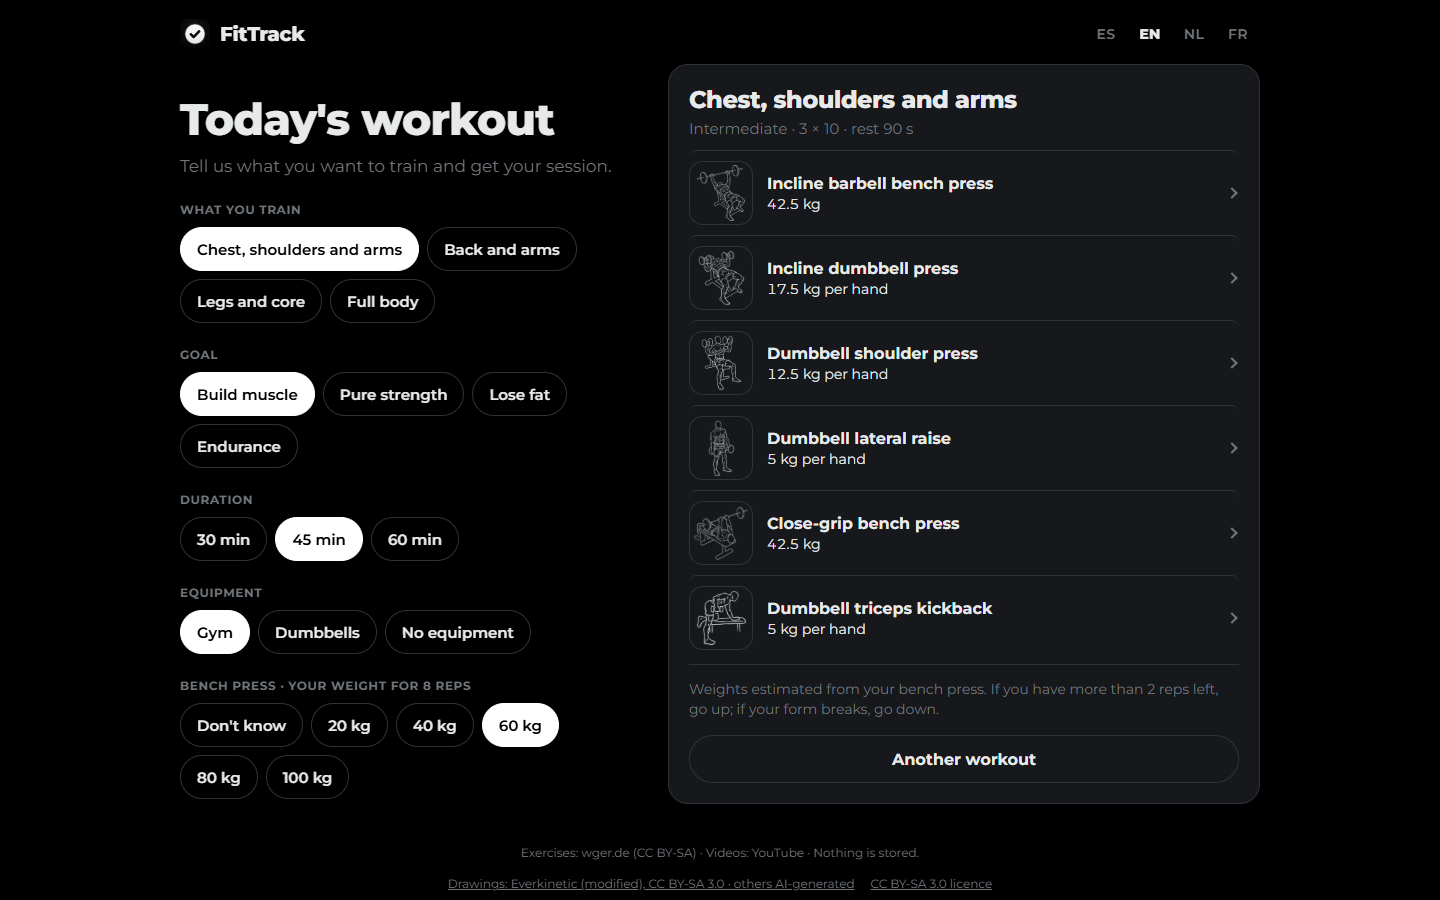 FitTrack
ES EN NL FR
Today's workout
Tell us what you want to train and get your session.
WHAT YOU TRAIN
Chest, shoulders and arms
Back and arms
Legs and core
Full body
GOAL
Build muscle
Pure strength
Lose fat
Endurance
DURATION
30 min
45 min
60 min
EQUIPMENT
Gym
Dumbbells
No equipment
BENCH PRESS · YOUR WEIGHT FOR 8 REPS
Don't know
20 kg
40 kg
60 kg
80 kg
100 kg
Chest, shoulders and arms
Intermediate · 3 × 10 · rest 90 s
Incline barbell bench press
42.5 kg
Incline dumbbell press
17.5 kg per hand
Dumbbell shoulder press
12.5 kg per hand
Dumbbell lateral raise
5 kg per hand
Close-grip bench press
42.5 kg
Dumbbell triceps kickback
5 kg per hand
Weights estimated from your bench press. If you have more than 2 reps left,
go up; if your form breaks, go down.
Another workout
Exercises: wger.de (CC BY-SA) · Videos: YouTube · Nothing is stored.
Drawings: Everkinetic (modified), CC BY-SA 3.0 · others AI-generated CC BY-SA 3.0 licence